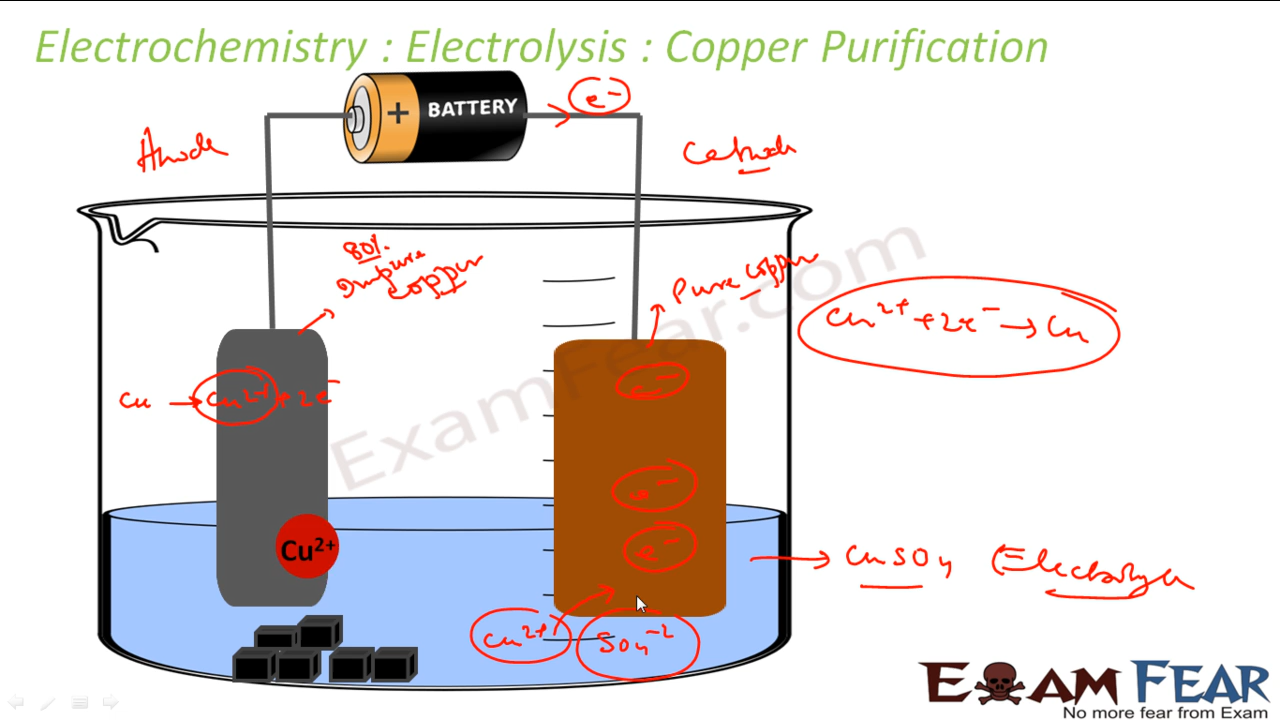 Electrochemistry : Electrolysis : Copper Purification
+ BATTERY
e⁻
Anode
Cathode
80%
Impure
copper
Pure copper
Cu²⁺ + 2e⁻ → Cu
Cu → Cu²⁺ + 2e⁻
e⁻
e⁻
e⁻
Cu²⁺
→ CuSO₄ (Electrolyte
Cu²⁺
SO₄⁻²
ExamFear.com
EXAM FEAR
No more fear from Exam